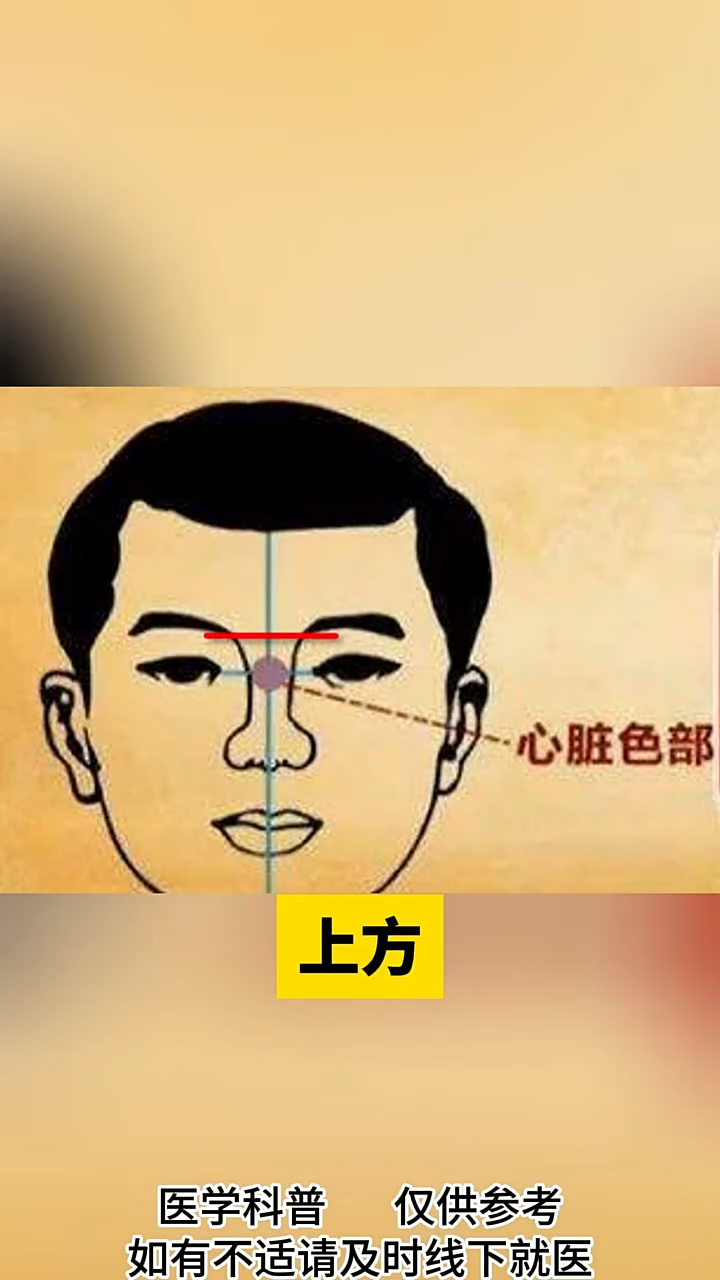 心脏色部
上方
医学科普 仅供参考
如有不适请及时线下就医